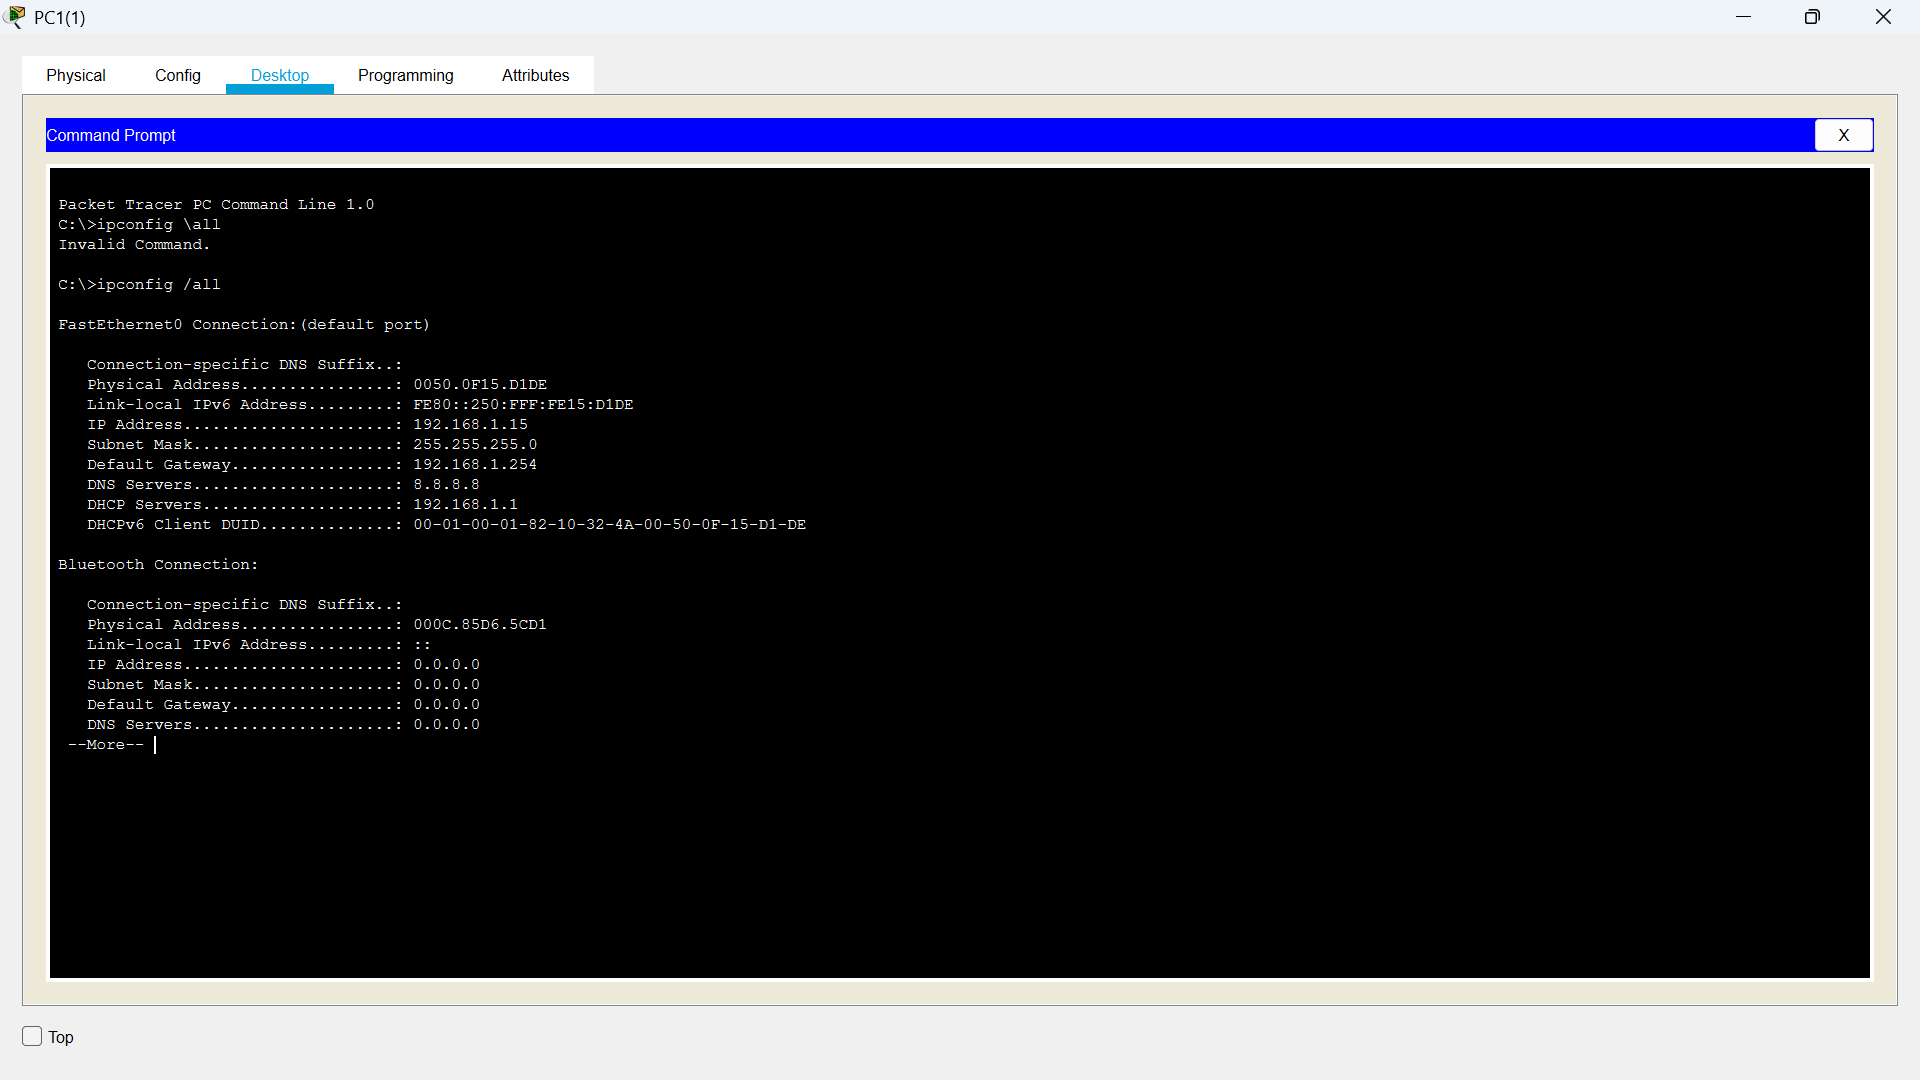 PC1(1)
Physical Config Desktop Programming Attributes
Command Prompt
X
Packet Tracer PC Command Line 1.0
C:\>ipconfig \all
Invalid Command.
C:\>ipconfig /all
FastEthernet0 Connection:(default port)
Connection-specific DNS Suffix..:
Physical Address................: 0050.0F15.D1DE
Link-local IPv6 Address.........: FE80::250:FFF:FE15:D1DE
IP Address......................: 192.168.1.15
Subnet Mask.....................: 255.255.255.0
Default Gateway.................: 192.168.1.254
DNS Servers.....................: 8.8.8.8
DHCP Servers....................: 192.168.1.1
DHCPv6 Client DUID..............: 00-01-00-01-82-10-32-4A-00-50-0F-15-D1-DE
Bluetooth Connection:
Connection-specific DNS Suffix..:
Physical Address................: 000C.85D6.5CD1
Link-local IPv6 Address.........: ::
IP Address......................: 0.0.0.0
Subnet Mask.....................: 0.0.0.0
Default Gateway.................: 0.0.0.0
DNS Servers.....................: 0.0.0.0
--More--
Top